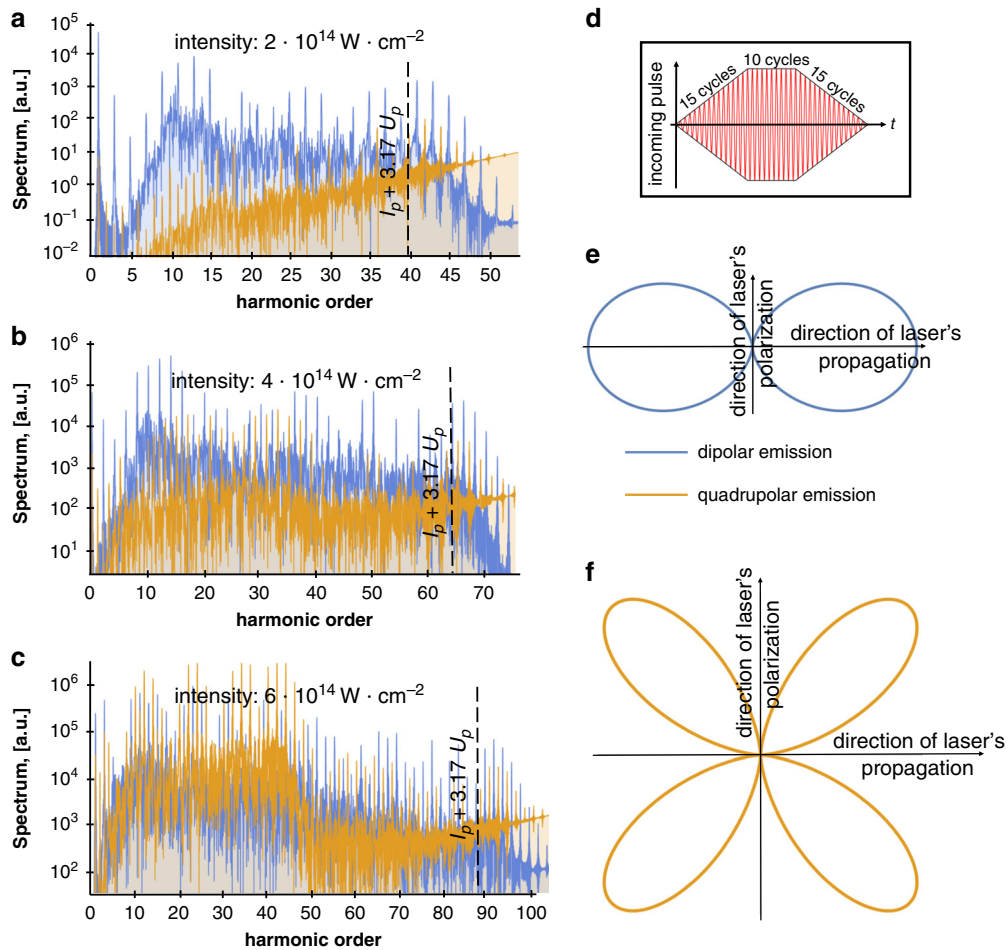 a
intensity: 2 · 10^14 W · cm^−2
Spectrum, [a.u.]
10^5
10^4
10^3
10^2
10^1
10^0
10^−1
10^−2
I_p + 3.17 U_p
0 5 10 15 20 25 30 35 40 45 50
harmonic order
b
intensity: 4 · 10^14 W · cm^−2
Spectrum, [a.u.]
10^6
10^5
10^4
10^3
10^2
10^1
I_p + 3.17 U_p
0 10 20 30 40 50 60 70
harmonic order
c
intensity: 6 · 10^14 W · cm^−2
Spectrum, [a.u.]
10^6
10^5
10^4
10^3
10^2
I_p + 3.17 U_p
0 10 20 30 40 50 60 70 80 90 100
harmonic order
d
incoming pulse
15 cycles
10 cycles
15 cycles
t
e
direction of laser's
polarization
direction of laser's
propagation
dipolar emission
quadrupolar emission
f
direction of laser's
polarization
direction of laser's
propagation